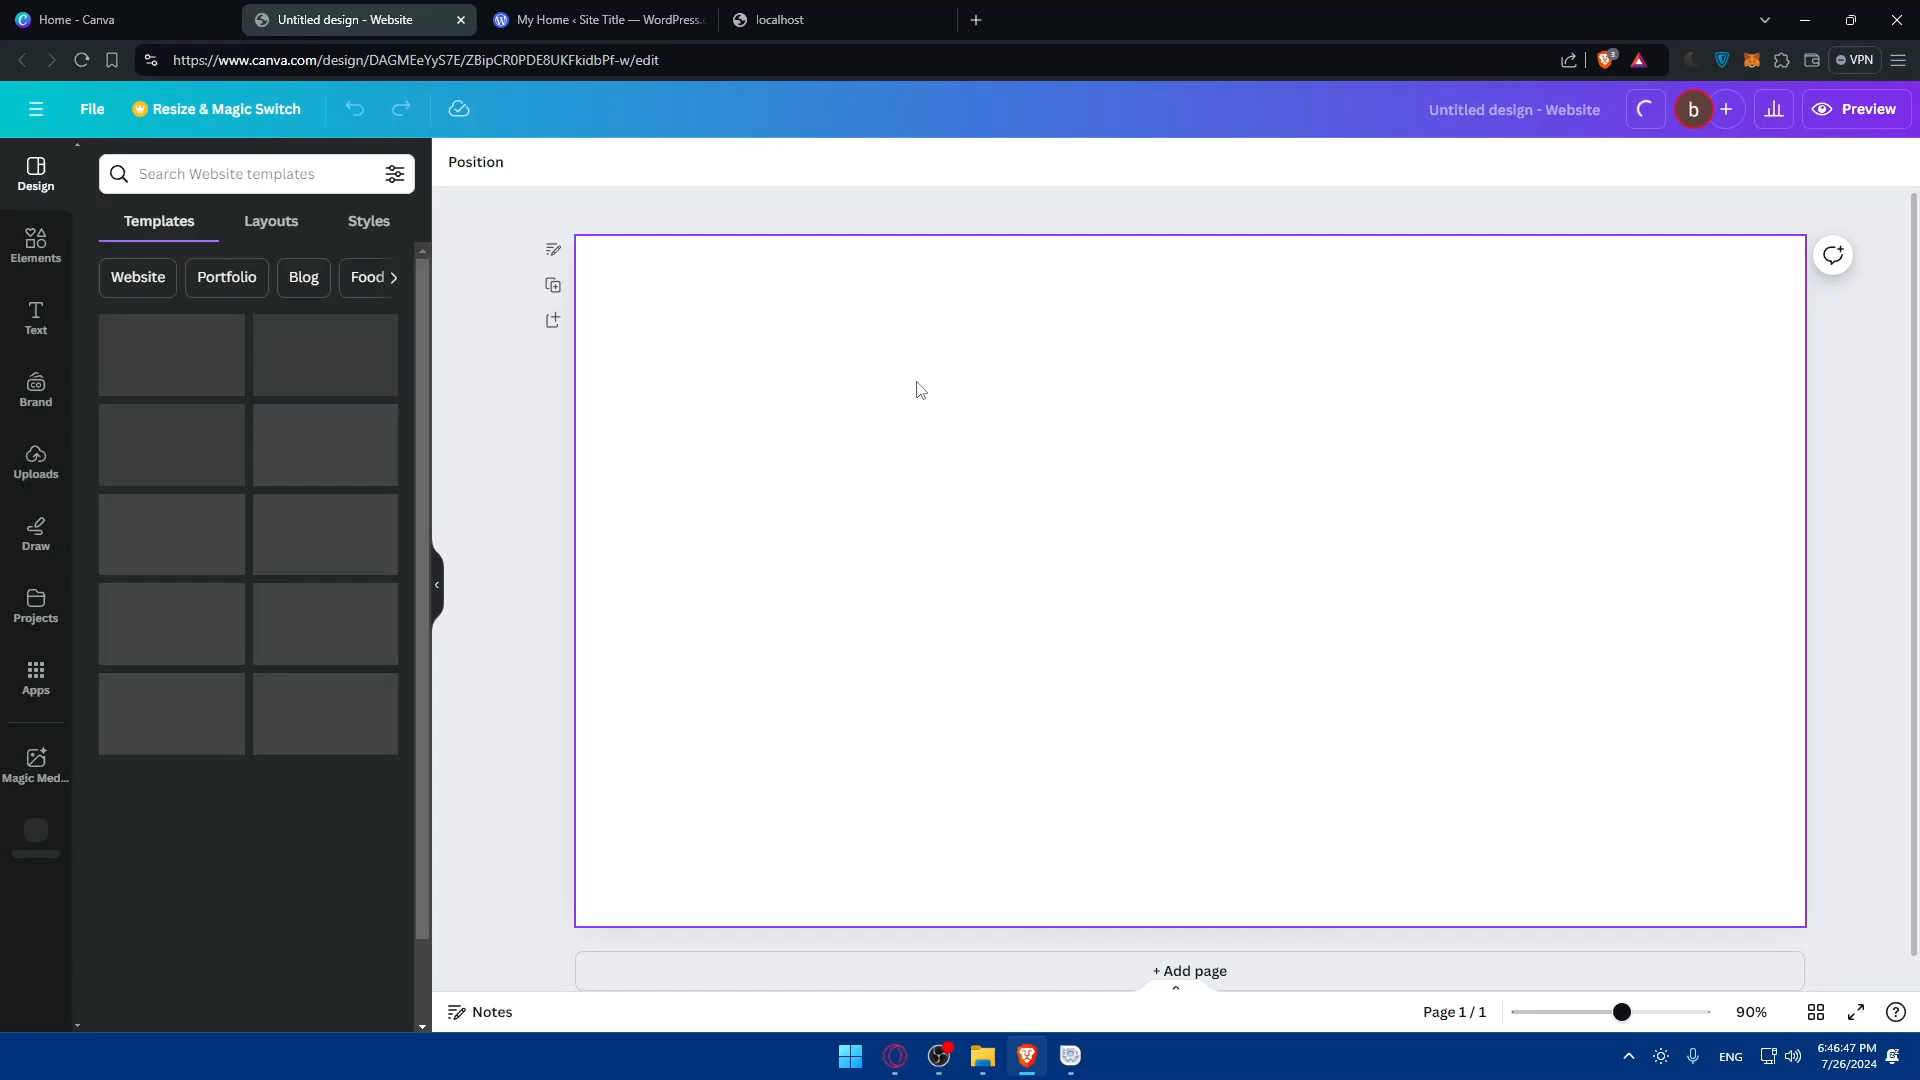 Home - Canva
Untitled design - Website
My Home ‹ Site Title — WordPress.c
localhost
https://www.canva.com/design/DAGMEeYyS7E/ZBipCR0PDE8UKFkidbPf-w/edit
3
VPN
File
Resize & Magic Switch
Untitled design - Website
b
Preview
Design
Elements
Text
Brand
Uploads
Draw
Projects
Apps
Magic Med...
Search Website templates
Templates
Layouts
Styles
Website
Portfolio
Blog
Food
Position
+ Add page
Notes
Page 1 / 1
90%
ENG
6:46:47 PM
7/26/2024